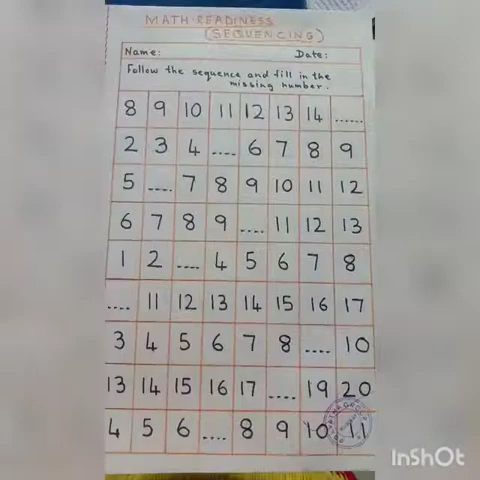 MATH READINESS
(SEQUENCING)
Name: Date:
Follow the sequence and fill in the
missing number.
8 9 10 11 12 13 14 ......
2 3 4 .... 6 7 8 9
5 .... 7 8 9 10 11 12
6 7 8 9 .... 11 12 13
1 2 .... 4 5 6 7 8
.... 11 12 13 14 15 16 17
3 4 5 6 7 8 .... 10
13 14 15 16 17 .... 19 20
4 5 6 .... 8 9 10 11
InShOt